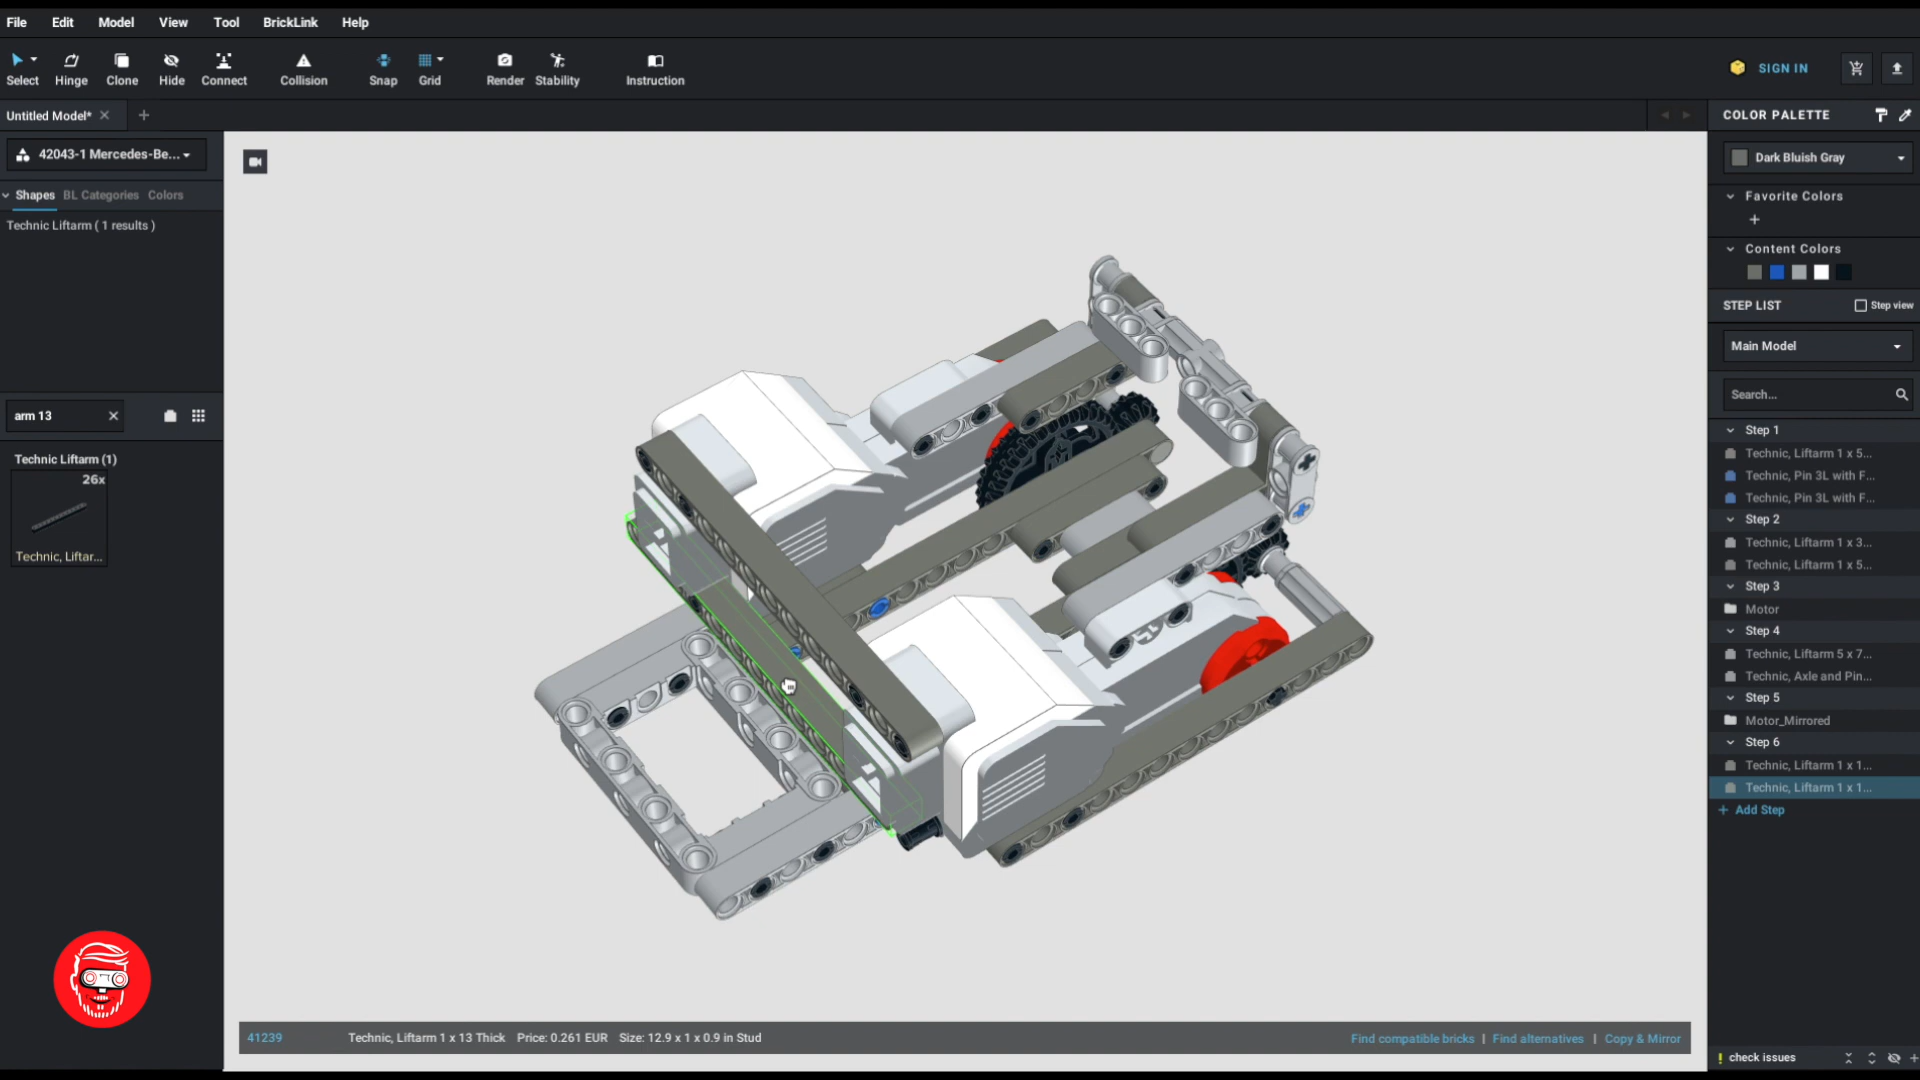 File Edit Model View Tool BrickLink Help
Select Hinge Clone Hide Connect Collision Snap Grid Render Stability Instruction
SIGN IN
Untitled Model*
42043-1 Mercedes-Be...
Shapes BL Categories Colors
Technic Liftarm ( 1 results )
arm 13
Technic Liftarm (1)
26x
Technic, Liftar...
COLOR PALETTE
Dark Bluish Gray
Favorite Colors
Content Colors
STEP LIST Step view
Main Model
Search...
Step 1
Technic, Liftarm 1 x 5...
Technic, Pin 3L with F...
Technic, Pin 3L with F...
Step 2
Technic, Liftarm 1 x 3...
Technic, Liftarm 1 x 5...
Step 3
Motor
Step 4
Technic, Liftarm 5 x 7...
Technic, Axle and Pin...
Step 5
Motor_Mirrored
Step 6
Technic, Liftarm 1 x 1...
Technic, Liftarm 1 x 1...
+ Add Step
41239 Technic, Liftarm 1 x 13 Thick Price: 0.261 EUR Size: 12.9 x 1 x 0.9 in Stud Find compatible bricks | Find alternatives | Copy & Mirror
! check issues